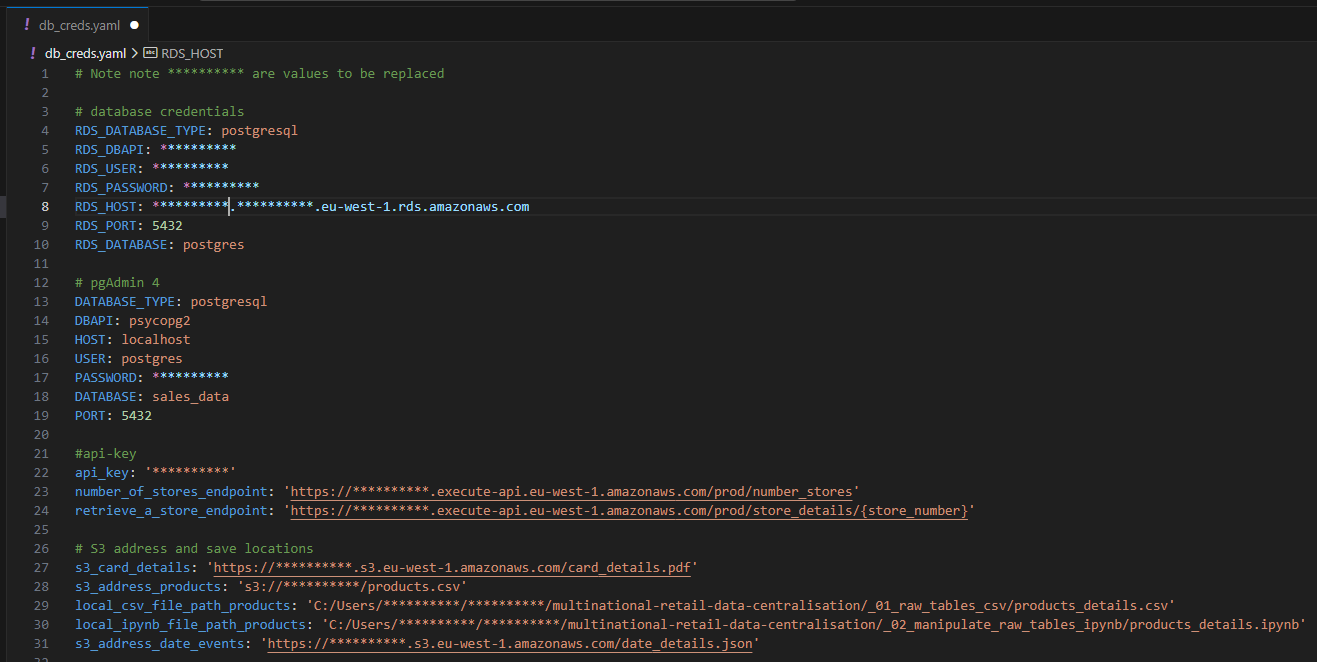 ! db_creds.yaml ●
! db_creds.yaml > abc RDS_HOST
1 # Note note ********** are values to be replaced
2
3 # database credentials
4 RDS_DATABASE_TYPE: postgresql
5 RDS_DBAPI: **********
6 RDS_USER: **********
7 RDS_PASSWORD: **********
8 RDS_HOST: **********.**********.eu-west-1.rds.amazonaws.com
9 RDS_PORT: 5432
10 RDS_DATABASE: postgres
11
12 # pgAdmin 4
13 DATABASE_TYPE: postgresql
14 DBAPI: psycopg2
15 HOST: localhost
16 USER: postgres
17 PASSWORD: **********
18 DATABASE: sales_data
19 PORT: 5432
20
21 #api-key
22 api_key: '**********'
23 number_of_stores_endpoint: 'https://**********.execute-api.eu-west-1.amazonaws.com/prod/number_stores'
24 retrieve_a_store_endpoint: 'https://**********.execute-api.eu-west-1.amazonaws.com/prod/store_details/{store_number}'
25
26 # S3 address and save locations
27 s3_card_details: 'https://**********.s3.eu-west-1.amazonaws.com/card_details.pdf'
28 s3_address_products: 's3://**********/products.csv'
29 local_csv_file_path_products: 'C:/Users/**********/**********/multinational-retail-data-centralisation/_01_raw_tables_csv/products_details.csv'
30 local_ipynb_file_path_products: 'C:/Users/**********/**********/multinational-retail-data-centralisation/_02_manipulate_raw_tables_ipynb/products_details.ipynb'
31 s3_address_date_events: 'https://**********.s3.eu-west-1.amazonaws.com/date_details.json'